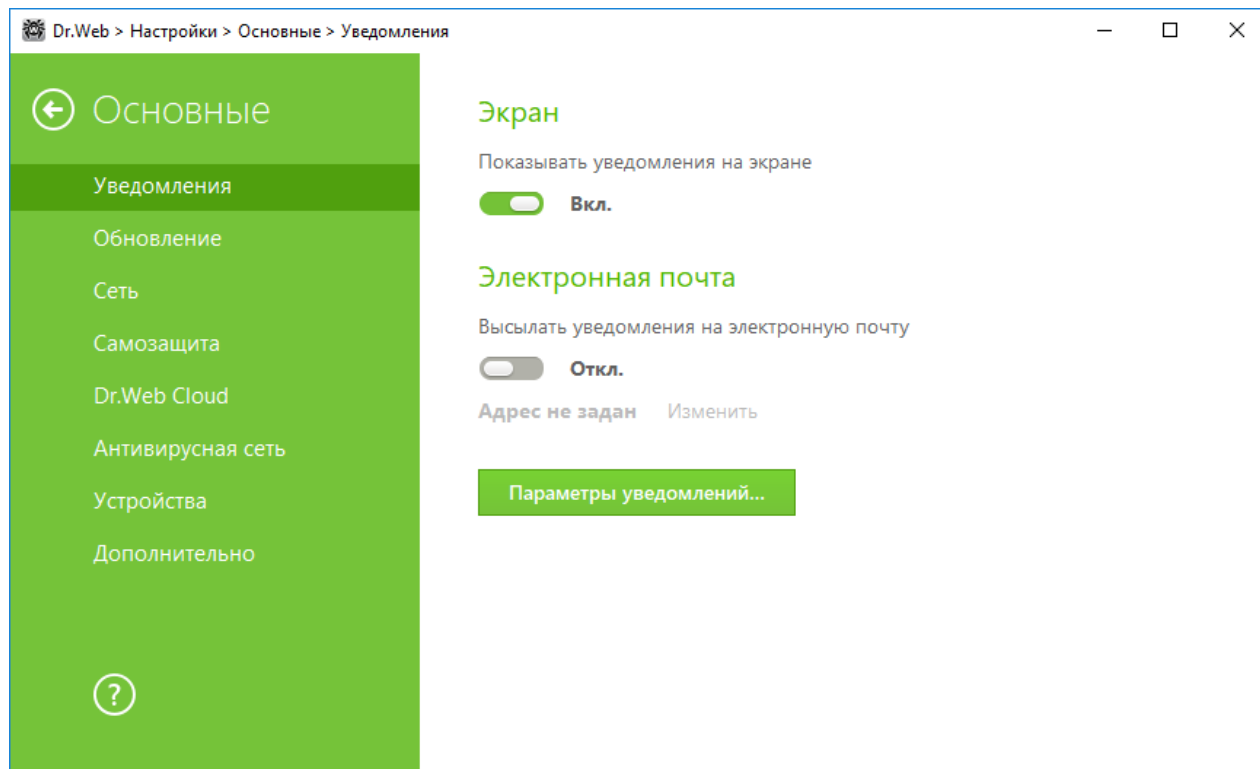 Dr.Web > Настройки > Основные > Уведомления
Основные
Уведомления
Обновление
Сеть
Самозащита
Dr.Web Cloud
Антивирусная сеть
Устройства
Дополнительно
?
Экран
Показывать уведомления на экране
Вкл.
Электронная почта
Высылать уведомления на электронную почту
Откл.
Адрес не задан Изменить
Параметры уведомлений...